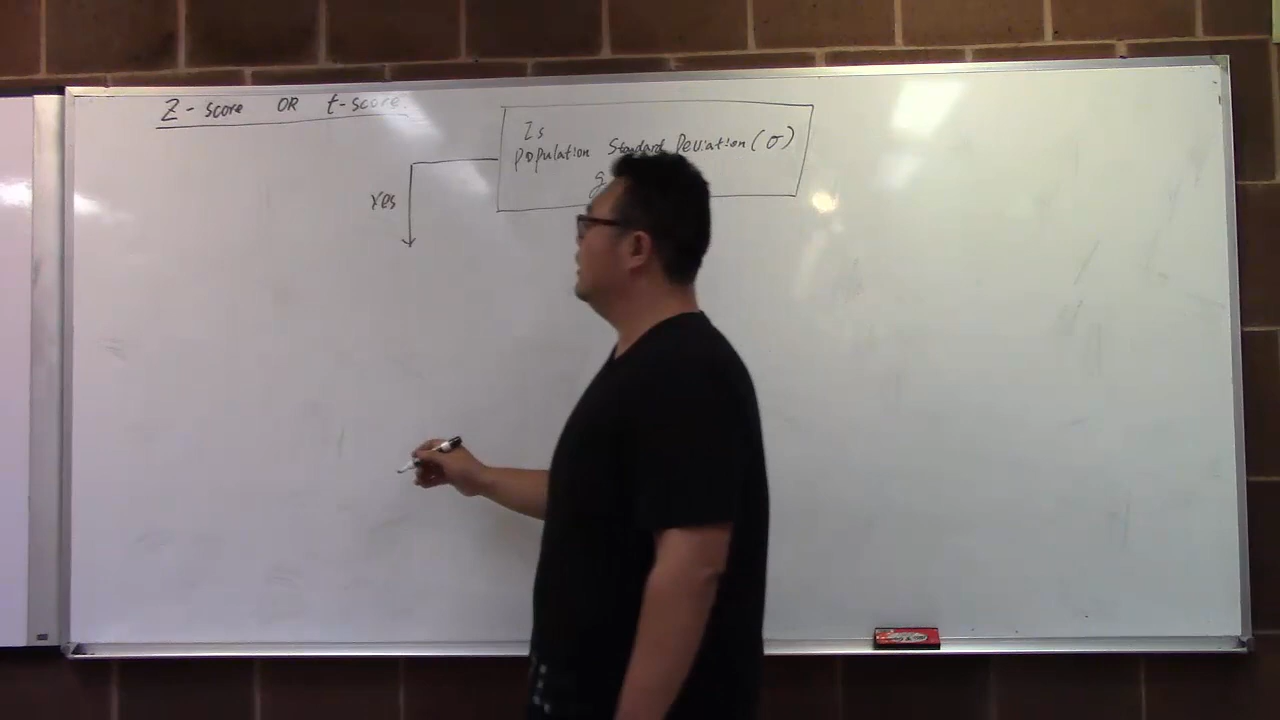 Z-score OR t-score
Is
population Standard Deviation (σ)
Yes